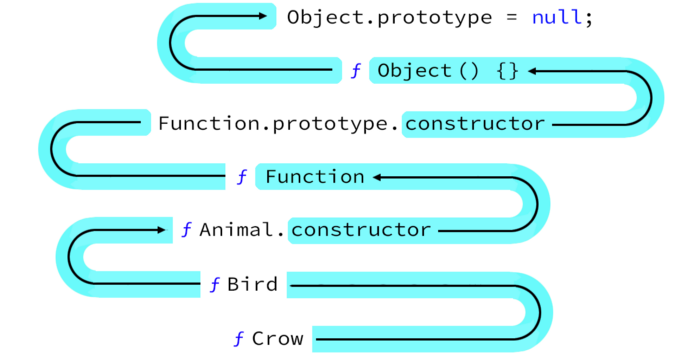 Object.prototype = null;
ƒ Object() {}
Function.prototype.constructor
ƒ Function
ƒ Animal.constructor
ƒ Bird
ƒ Crow